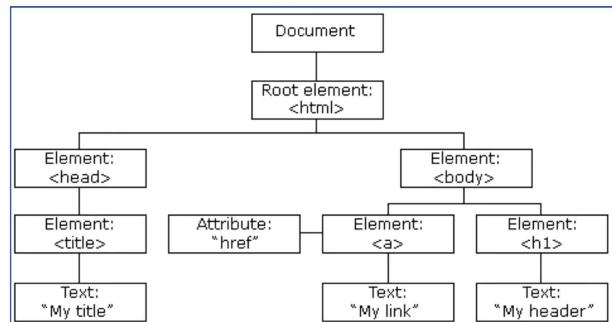 Document
Root element:
<html>
Element:
<head>
Element:
<body>
Element:
<title>
Attribute:
"href"
Element:
<a>
Element:
<h1>
Text:
"My title"
Text:
"My link"
Text:
"My header"